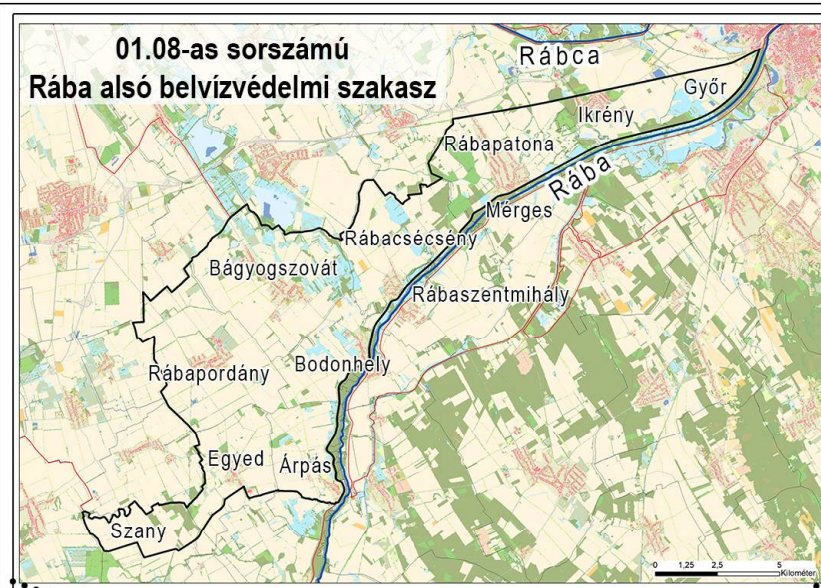 01.08-as sorszámú
Rába alsó belvízvédelmi szakasz
Rábca
Győr
Ikrény
Rábapatona
Rába
Mérges
Rábacsécsény
Bágyogszovát
Rábaszentmihály
Bodonhely
Rábapordány
Egyed
Árpás
Szany
0 1,25 2,5 5
Kilométer